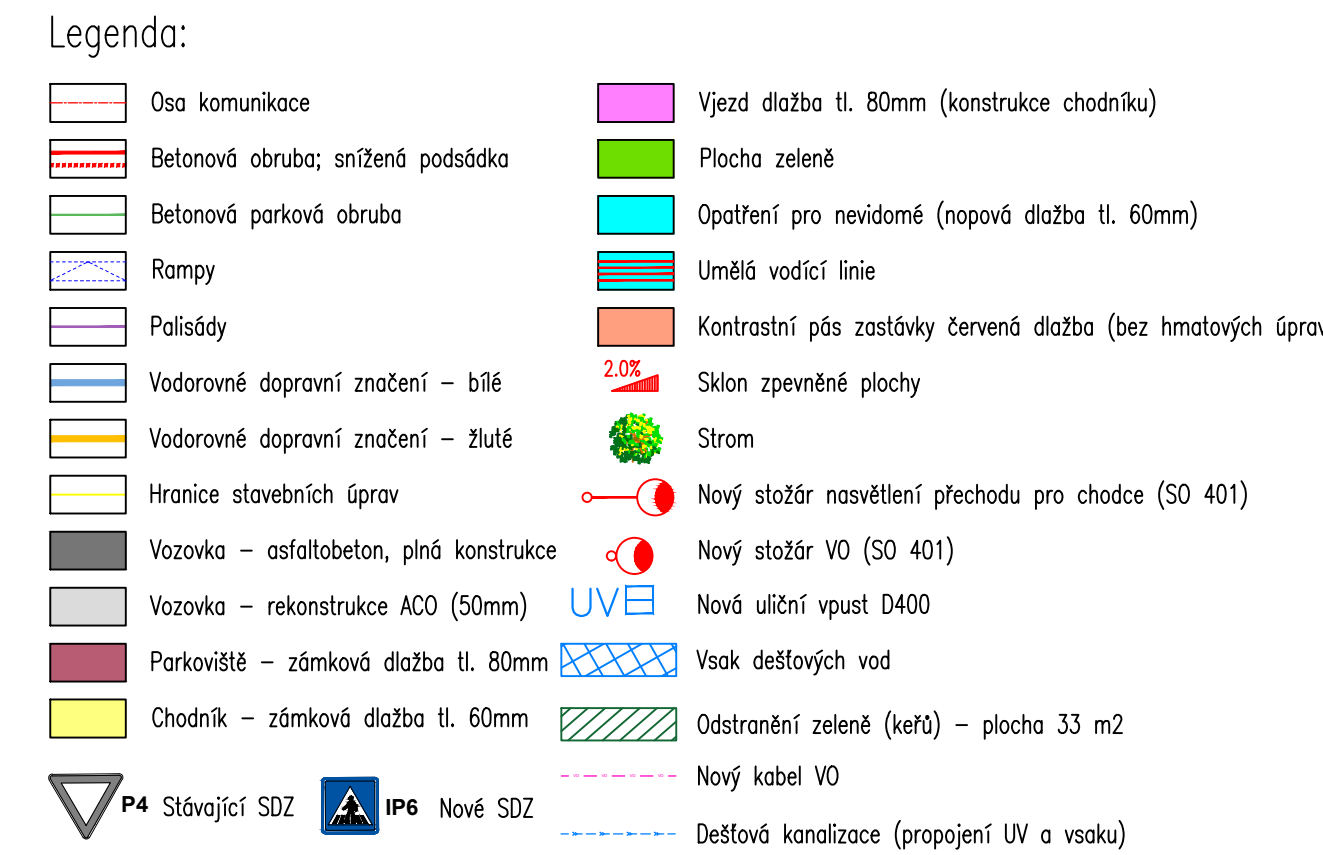 Legenda:
Osa komunikace
Betonová obruba; snížená podsádka
Betonová parková obruba
Rampy
Palisády
Vodorovné dopravní značení – bílé
Vodorovné dopravní značení – žluté
Hranice stavebních úprav
Vozovka – asfaltobeton, plná konstrukce
Vozovka – rekonstrukce ACO (50mm)
Parkoviště – zámková dlažba tl. 80mm
Chodník – zámková dlažba tl. 60mm
P4 Stávající SDZ
IP6 Nové SDZ
Vjezd dlažba tl. 80mm (konstrukce chodníku)
Plocha zeleně
Opatření pro nevidomé (nopová dlažba tl. 60mm)
Umělá vodící linie
Kontrastní pás zastávky červená dlažba (bez hmatových úprav
2.0% Sklon zpevněné plochy
Strom
Nový stožár nasvětlení přechodu pro chodce (SO 401)
Nový stožár VO (SO 401)
UV Nová uliční vpust D400
Vsak dešťových vod
Odstranění zeleně (keřů) – plocha 33 m2
Nový kabel VO
Dešťová kanalizace (propojení UV a vsaku)